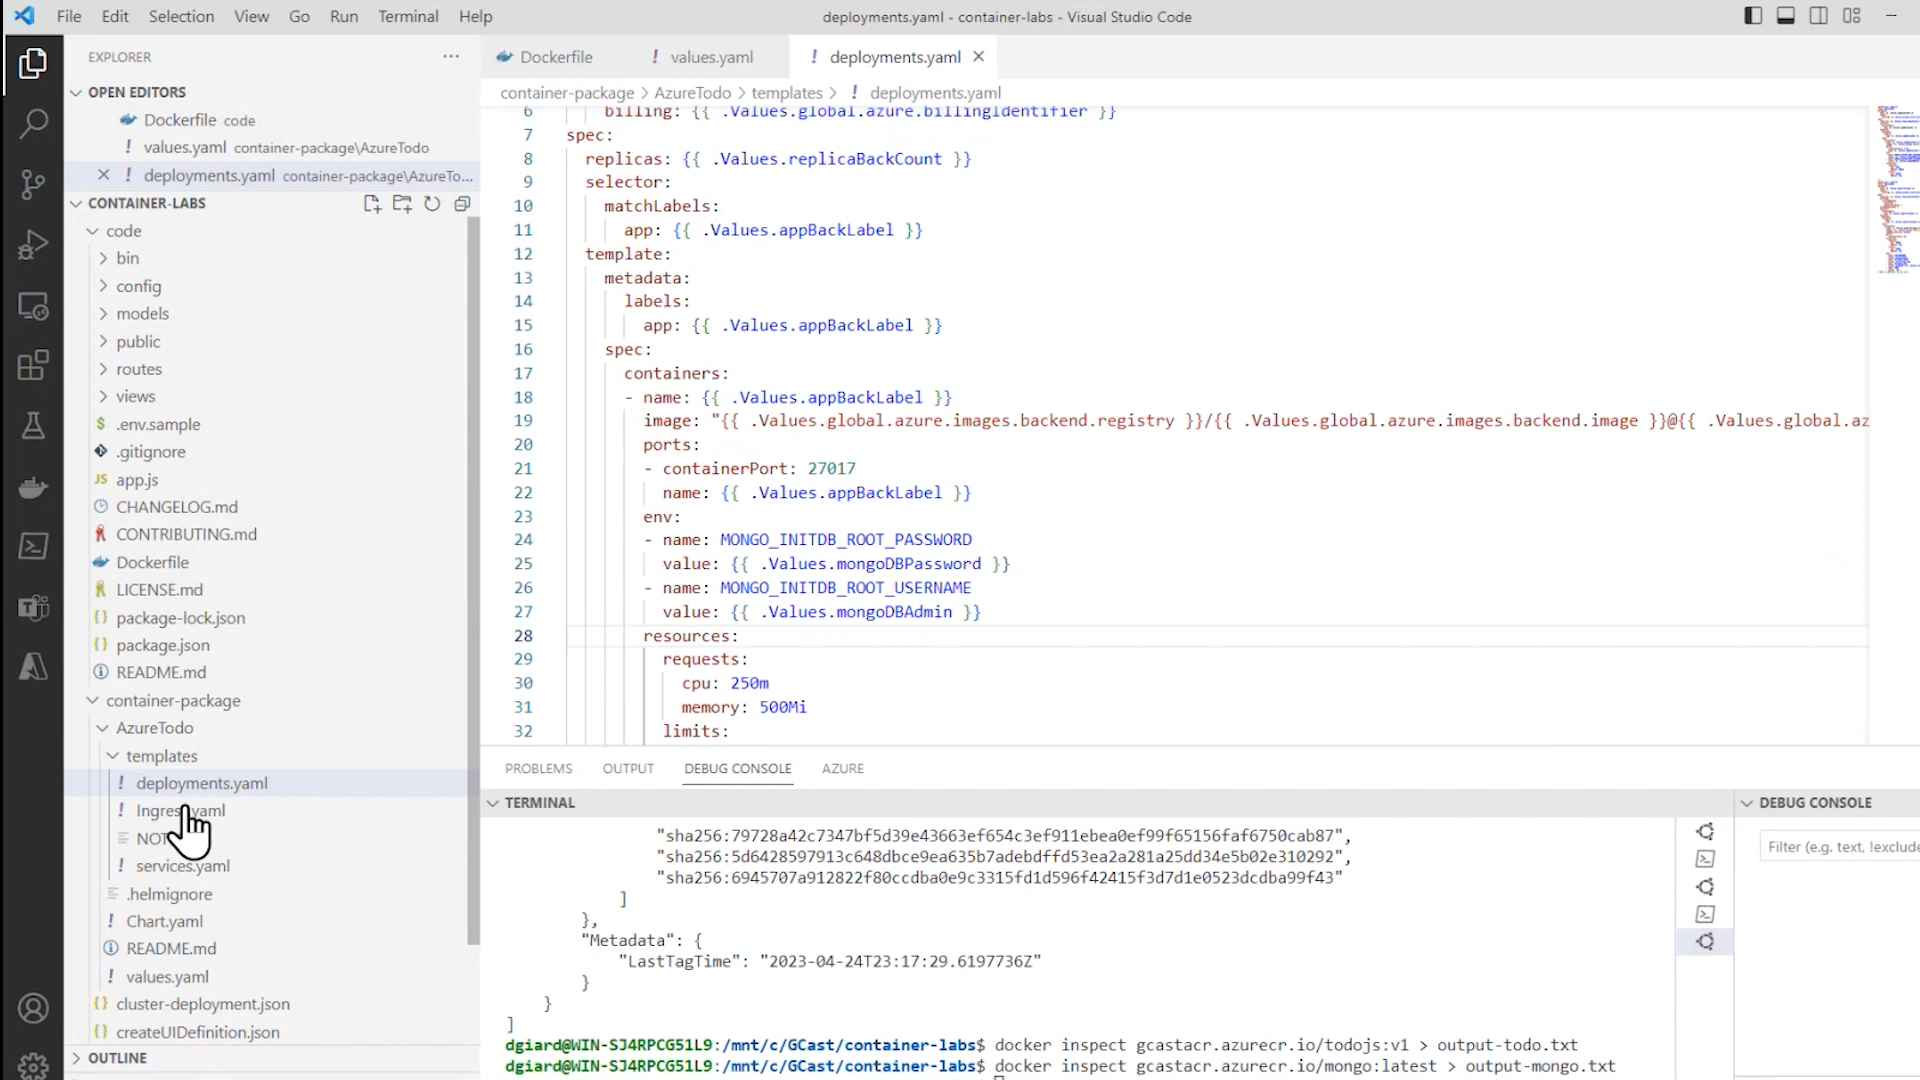 File Edit Selection View Go Run Terminal Help
deployments.yaml - container-labs - Visual Studio Code
EXPLORER
OPEN EDITORS
Dockerfile code
values.yaml container-package\AzureTodo
deployments.yaml container-package\AzureTo...
CONTAINER-LABS
code
bin
config
models
public
routes
views
$ .env.sample
.gitignore
JS app.js
CHANGELOG.md
CONTRIBUTING.md
Dockerfile
LICENSE.md
{} package-lock.json
{} package.json
README.md
container-package
AzureTodo
templates
! deployments.yaml
! Ingress.yaml
services.yaml
.helmignore
! Chart.yaml
README.md
! values.yaml
{} cluster-deployment.json
{} createUIDefinition.json
OUTLINE
Dockerfile ! values.yaml ! deployments.yaml
container-package > AzureTodo > templates > ! deployments.yaml
6 billing: {{ .Values.global.azure.billingIdentifier }}
7 spec:
8 replicas: {{ .Values.replicaBackCount }}
9 selector:
10 matchLabels:
11 app: {{ .Values.appBackLabel }}
12 template:
13 metadata:
14 labels:
15 app: {{ .Values.appBackLabel }}
16 spec:
17 containers:
18 - name: {{ .Values.appBackLabel }}
19 image: "{{ .Values.global.azure.images.backend.registry }}/{{ .Values.global.azure.images.backend.image }}@{{ .Values.global.az
20 ports:
21 - containerPort: 27017
22 name: {{ .Values.appBackLabel }}
23 env:
24 - name: MONGO_INITDB_ROOT_PASSWORD
25 value: {{ .Values.mongoDBPassword }}
26 - name: MONGO_INITDB_ROOT_USERNAME
27 value: {{ .Values.mongoDBAdmin }}
28 resources:
29 requests:
30 cpu: 250m
31 memory: 500Mi
32 limits:
PROBLEMS OUTPUT DEBUG CONSOLE AZURE
TERMINAL
"sha256:79728a42c7347bf5d39e43663ef654c3ef911ebea0ef99f65156faf6750cab87",
"sha256:5d6428597913c648dbce9ea635b7adebdffd53ea2a281a25dd34e5b02e310292",
"sha256:6945707a912822f80ccdba0e9c3315fd1d596f42415f3d7d1e0523dcdba99f43"
]
},
"Metadata": {
"LastTagTime": "2023-04-24T23:17:29.6197736Z"
}
}
]
dgiard@WIN-SJ4RPCG51L9:/mnt/c/GCast/container-labs$ docker inspect gcastacr.azurecr.io/todojs:v1 > output-todo.txt
dgiard@WIN-SJ4RPCG51L9:/mnt/c/GCast/container-labs$ docker inspect gcastacr.azurecr.io/mongo:latest > output-mongo.txt
DEBUG CONSOLE
Filter (e.g. text, !exclude